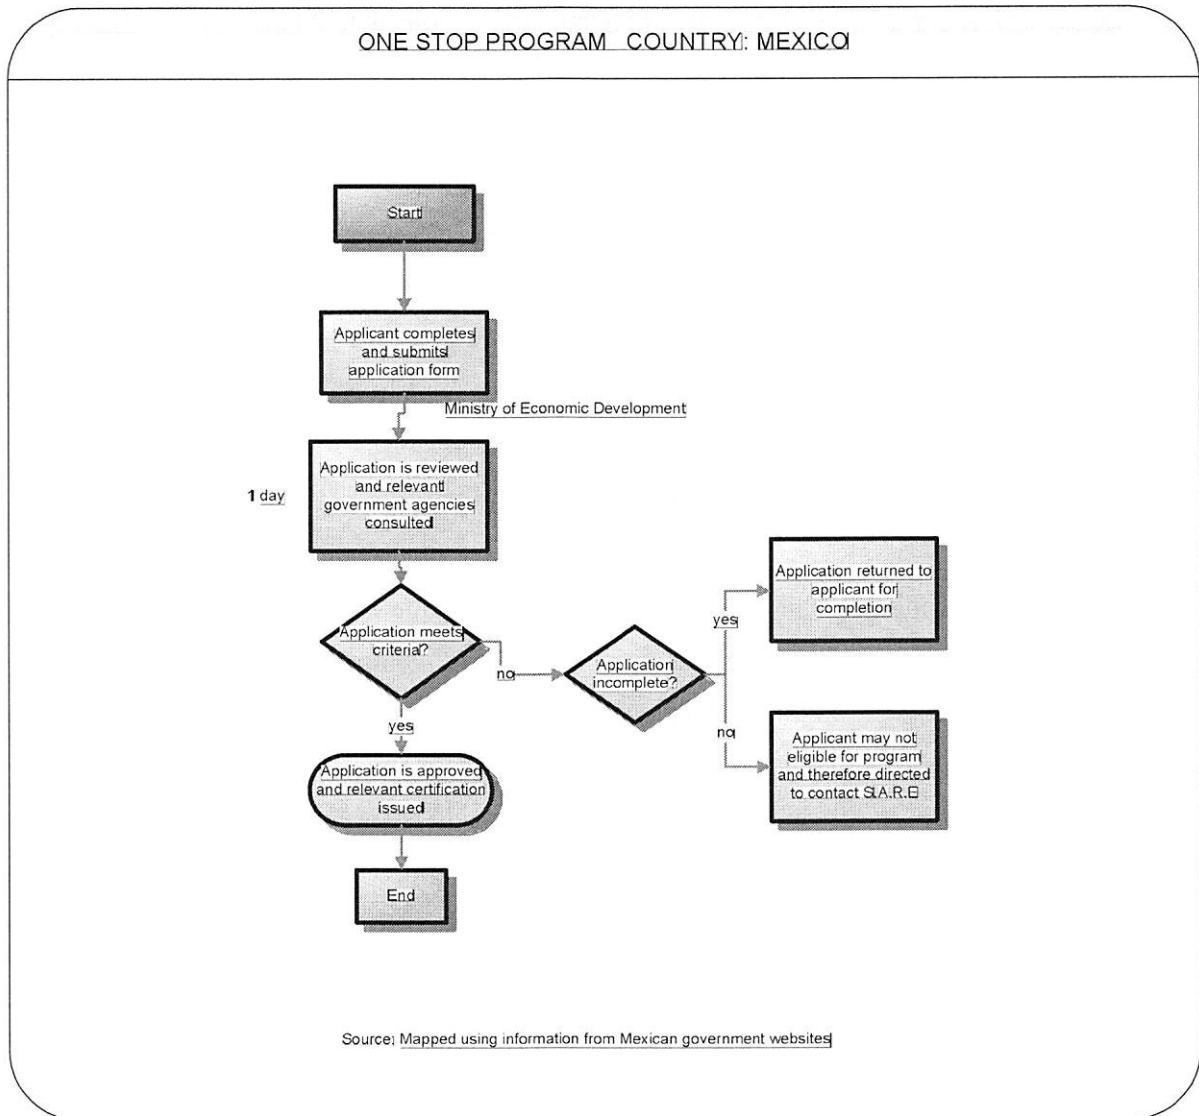 ONE STOP PROGRAM COUNTRY: MEXICO
Start
Applicant completes
and submits
application form
Ministry of Economic Development
1 day
Application is reviewed
and relevant
government agencies
consulted
Application meets
criteria?
no
Application
incomplete?
yes
Application returned to
applicant for
completion
no
Applicant may not
eligible for program
and therefore directed
to contact S.A.R.E
yes
Application is approved
and relevant certification
issued
End
Source: Mapped using information from Mexican government websites